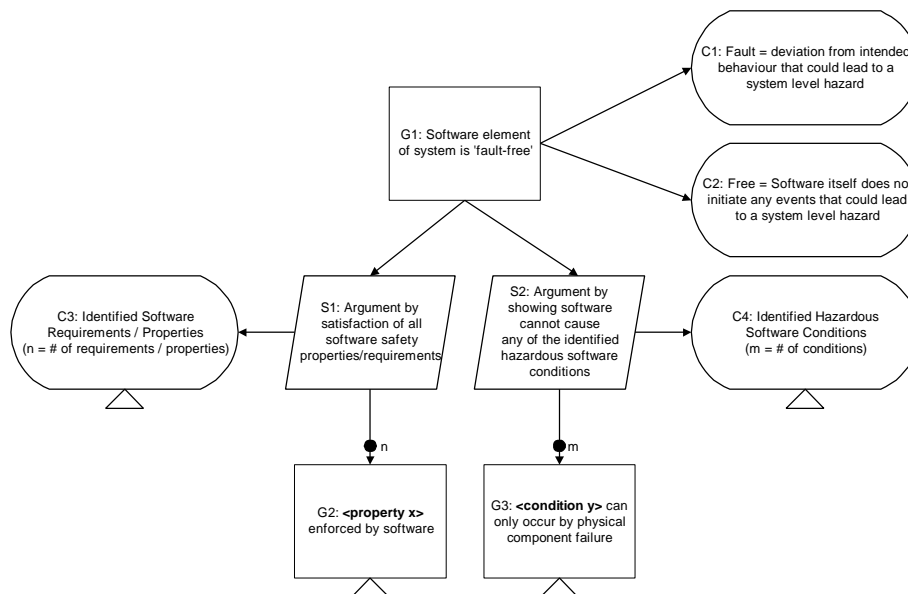 C1: Fault = deviation from intended
behaviour that could lead to a
system level hazard
G1: Software element
of system is 'fault-free'
C2: Free = Software itself does no
initiate any events that could lead
to a system level hazard
C3: Identified Software
Requirements / Properties
(n = # of requirements / properties)
S1: Argument by
satisfaction of all
software safety
properties/requirements
S2: Argument by
showing software
cannot cause
any of the identified
hazardous software
conditions
C4: Identified Hazardous
Software Conditions
(m = # of conditions)
n
m
G2: <property x>
enforced by software
G3: <condition y> can
only occur by physical
component failure